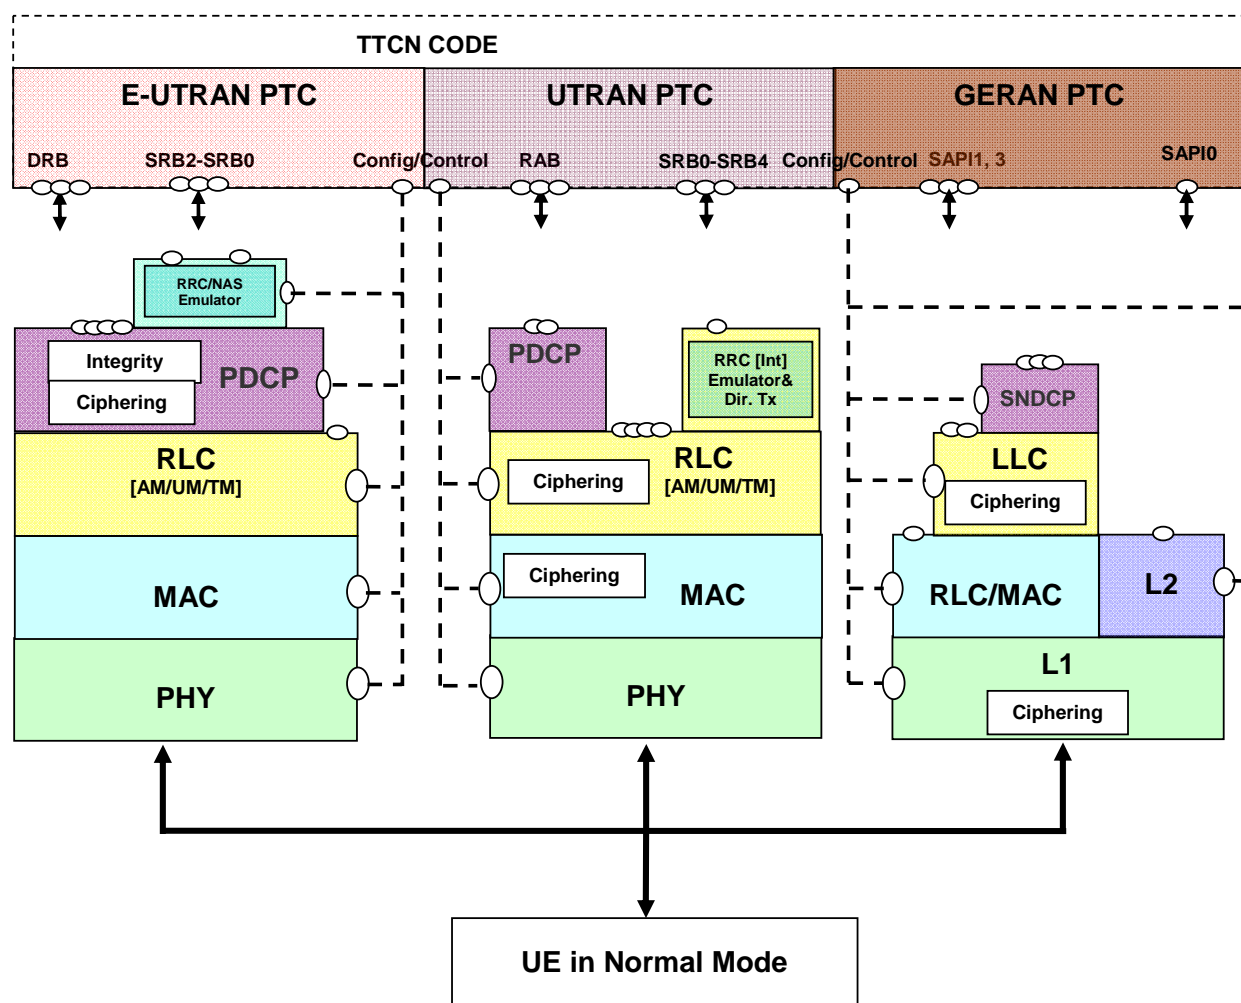 TTCN CODE
E-UTRAN PTC
UTRAN PTC
GERAN PTC
DRB
SRB2-SRB0
Config/Control
RAB
SRB0-SRB4
Config/Control
SAPI1, 3
SAPI0
RRC/NAS
Emulator
Integrity
Ciphering
PDCP
RLC
[AM/UM/TM]
MAC
PHY
PDCP
RRC [Int]
Emulator&
Dir. Tx
Ciphering
RLC
[AM/UM/TM]
Ciphering
MAC
PHY
SNDCP
LLC
Ciphering
RLC/MAC
L2
L1
Ciphering
UE in Normal Mode